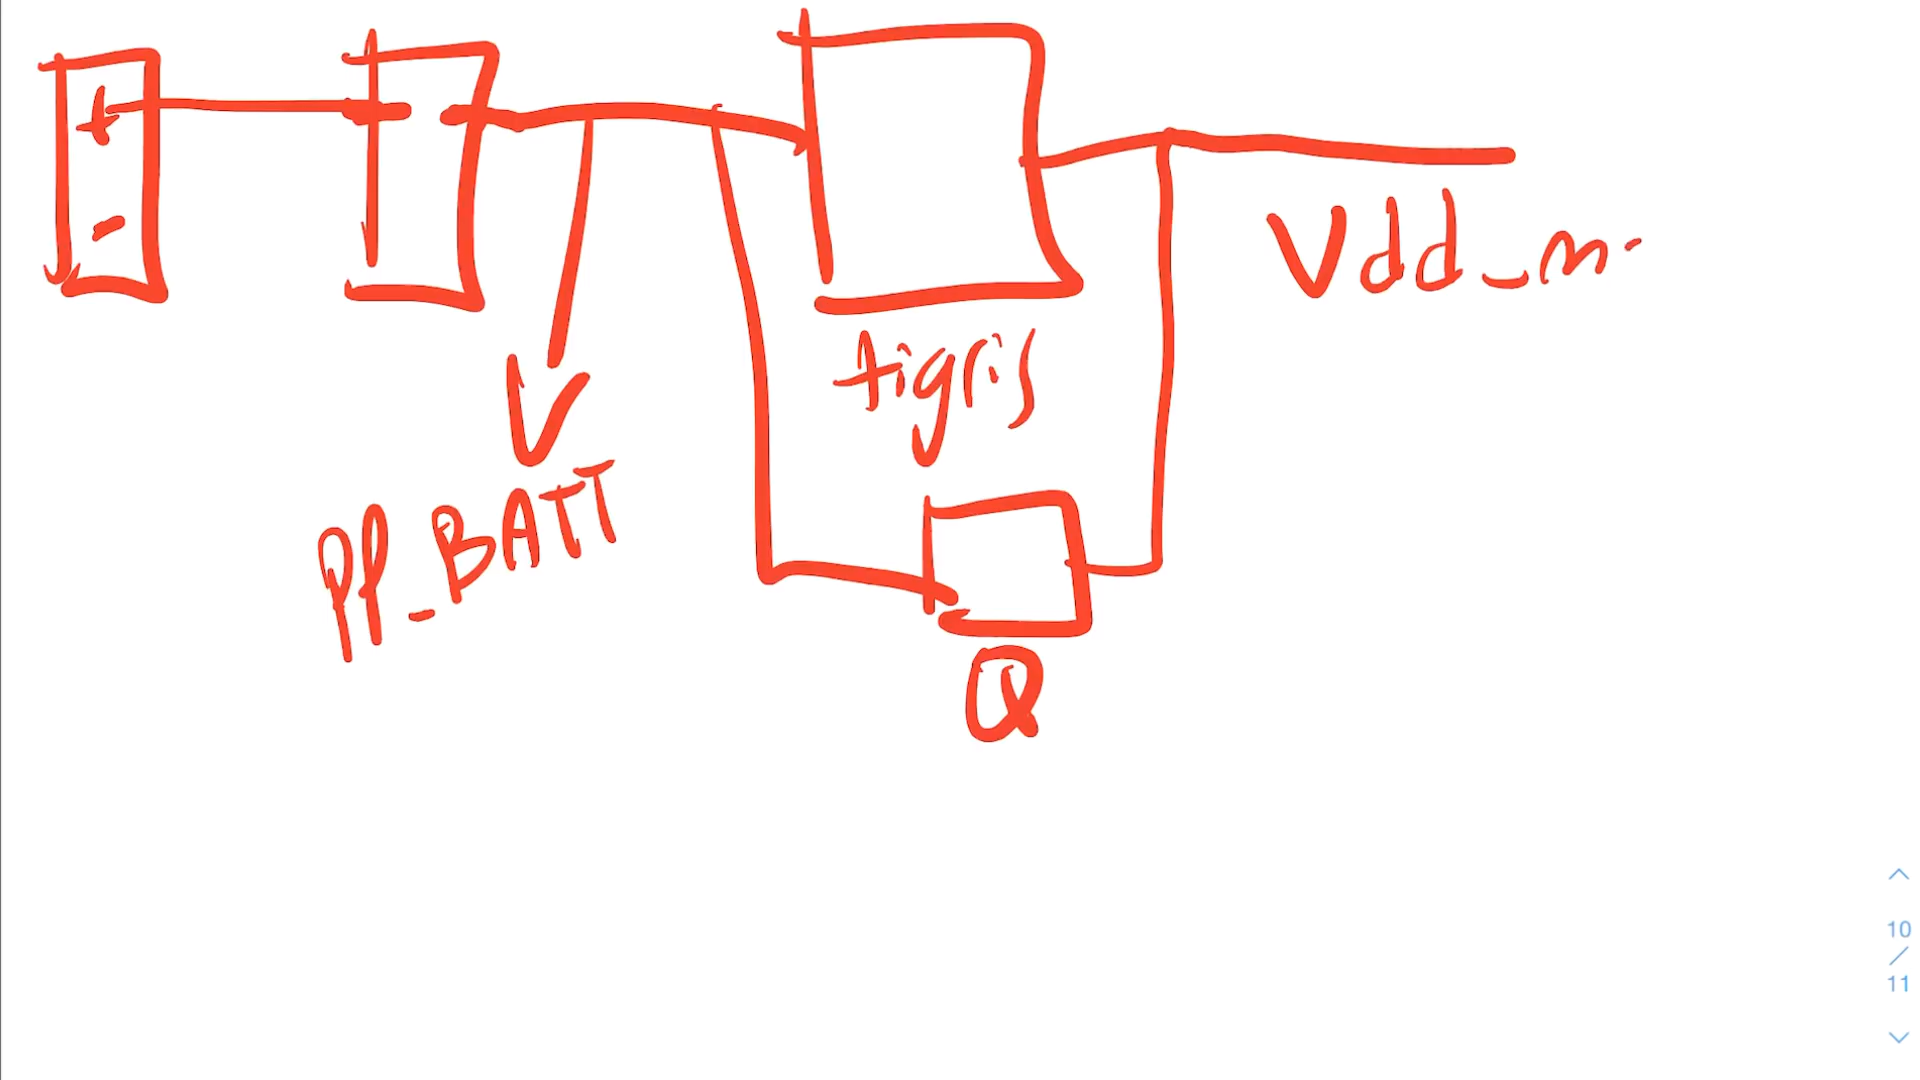 +
-
Vdd_m.
tigris
PP_BATT
Q
10
/
11